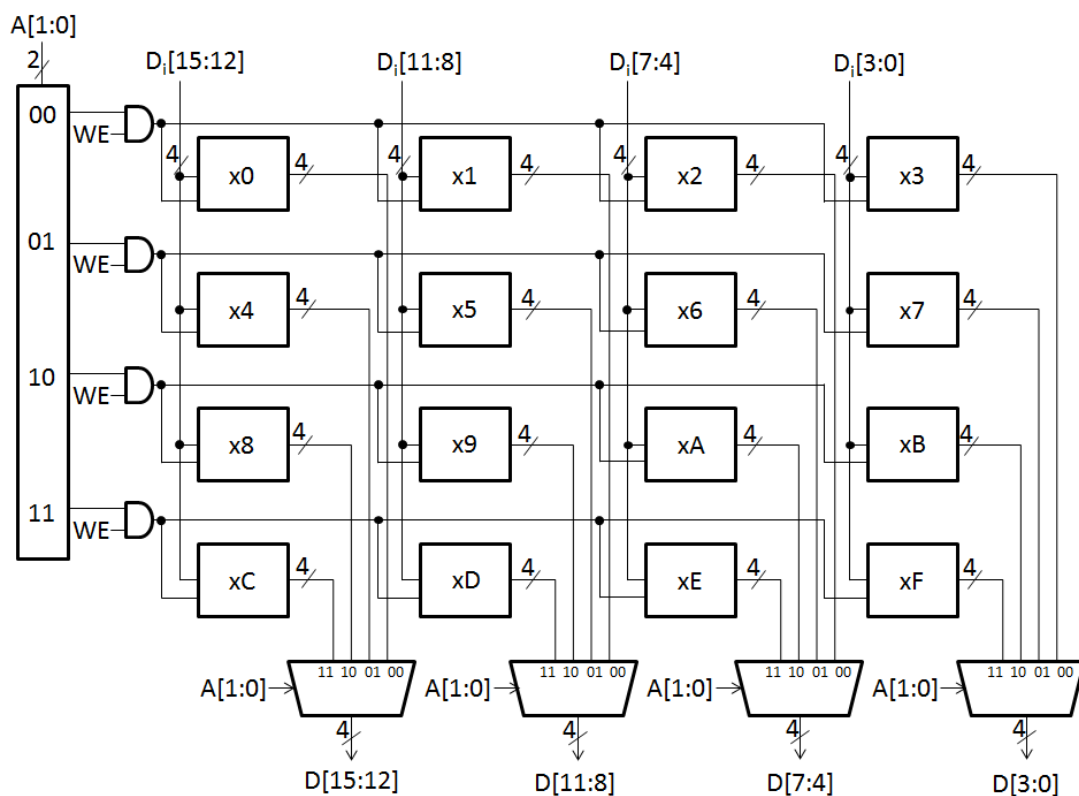 A[1:0]
2
Di[15:12] Di[11:8] Di[7:4] Di[3:0]
00
WE
4 x0 4 4 x1 4 4 x2 4 4 x3 4
01
WE
x4 4 x5 4 x6 4 x7 4
10
WE
x8 4 x9 4 xA 4 xB 4
11
WE
xC 4 xD 4 xE 4 xF 4
11 10 01 00 11 10 01 00 11 10 01 00 11 10 01 00
A[1:0] A[1:0] A[1:0] A[1:0]
4 4 4 4
D[15:12] D[11:8] D[7:4] D[3:0]